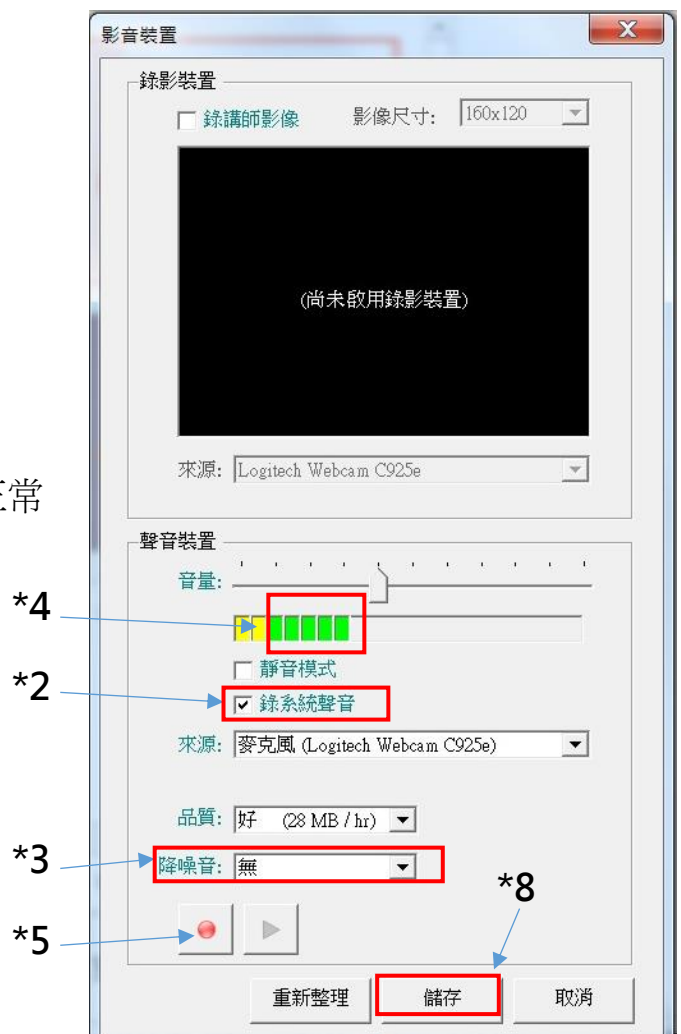 影音裝置
錄影裝置
錄講師影像 影像尺寸: 160x120
(尚未啟用錄影裝置)
來源: Logitech Webcam C925e
正常
聲音裝置
音量:
*4
靜音模式
*2
錄系統聲音
來源: 麥克風 (Logitech Webcam C925e)
品質: 好 (28 MB / hr)
*3
降噪音: 無
*8
*5
重新整理 儲存 取消